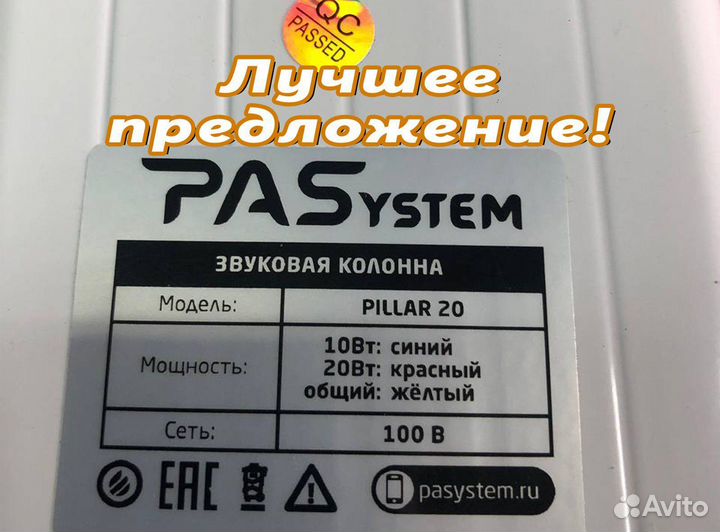 QC
PASSED
Лучшее
предложение!
PASYSTEM
ЗВУКОВАЯ КОЛОННА
Модель: PILLAR 20
Мощность: 10Вт: синий
20Вт: красный
общий: жёлтый
Сеть: 100 В
EAC
pasystem.ru
Avito